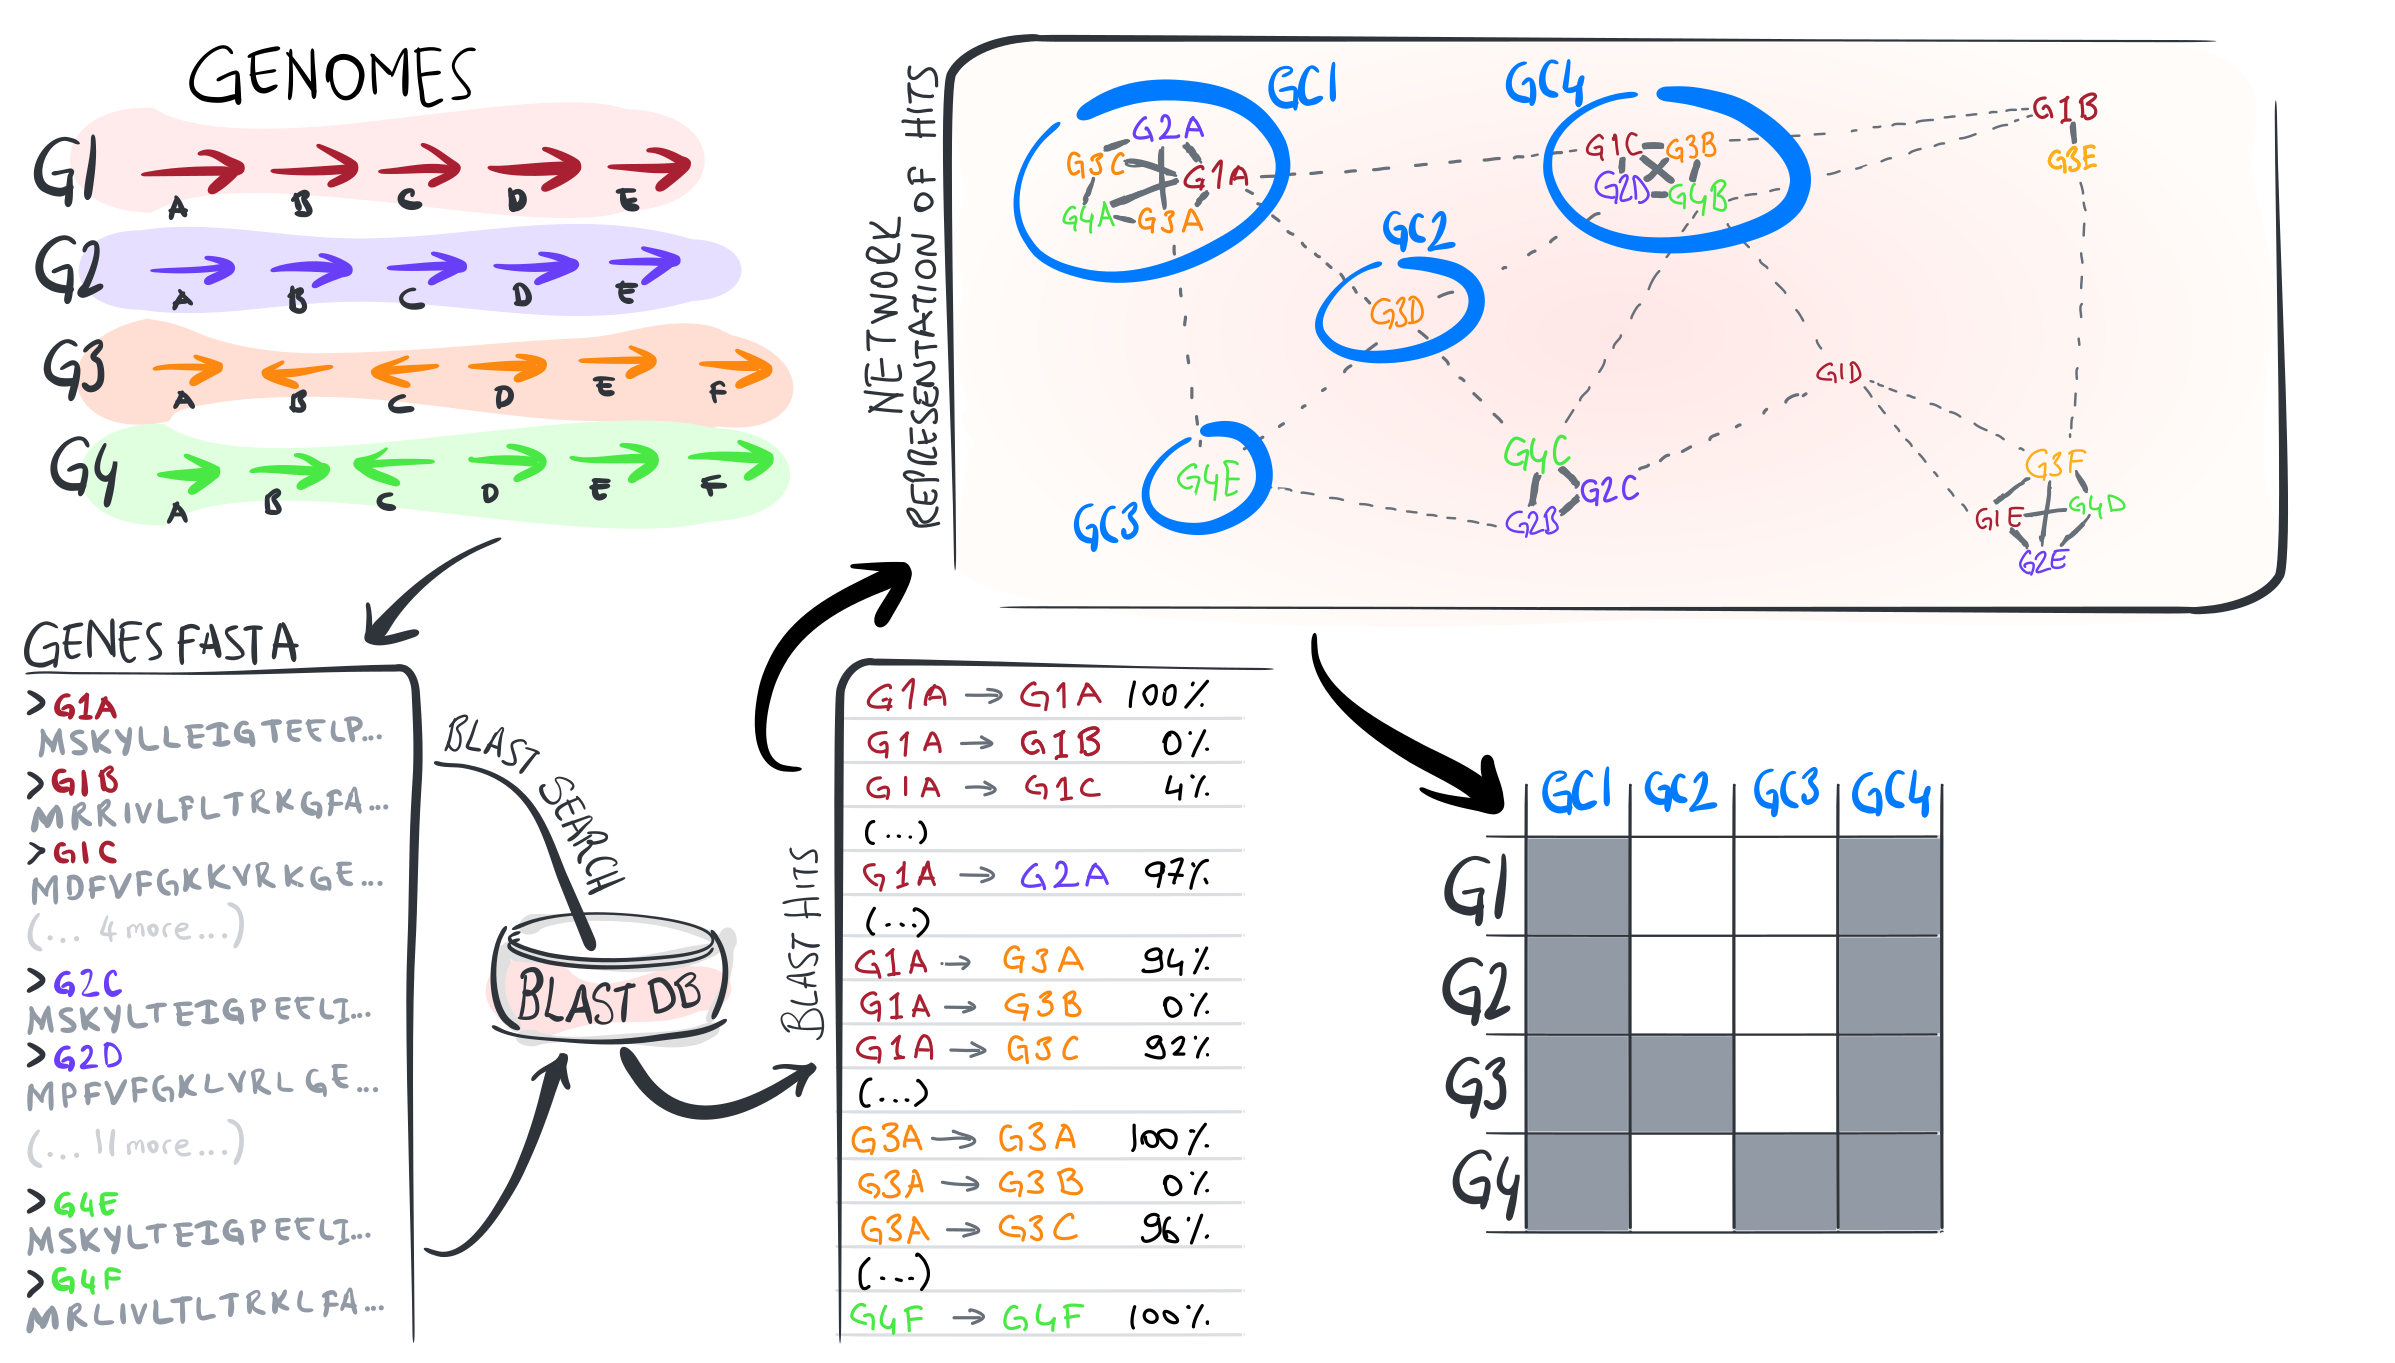 GENOMES
G1
A B C D E
G2
A B C D E
G3
A B C D E F
G4
A B C D E F
GENES FASTA
>G1A
MSKYLLEIGTEELP...
>G1B
MRRIVLFLTRKGFA...
>G1C
MDFVFGKKVRKGE...
(... 4 more...)
>G2C
MSKYLTEIGPEELI...
>G2D
MPFVFGKLVRLGE...
(... 11 more...)
>G4E
MSKYLTEIGPEELI...
>G4F
MRLIVLTLTRKLFA...
BLAST SEARCH
BLAST DB
BLAST HITS
G1A → G1A 100%
G1A → G1B 0%
G1A → G1C 4%
(...)
G1A → G2A 97%
(...)
G1A → G3A 94%
G1A → G3B 0%
G1A → G3C 92%
(...)
G3A → G3A 100%
G3A → G3B 0%
G3A → G3C 96%
(...)
G4F → G4F 100%
NETWORK
REPRESENTATION OF HITS
GC1
G2A
G3C
G1A
G4A
G3A
GC4
G1C
G3B
G2D
G4B
G1B
G3E
GC2
G3D
G1D
GC3
G4E
G4C
G2C
G2B
G3F
G1E
G4D
G2E
GC1 GC2 GC3 GC4
G1
G2
G3
G4